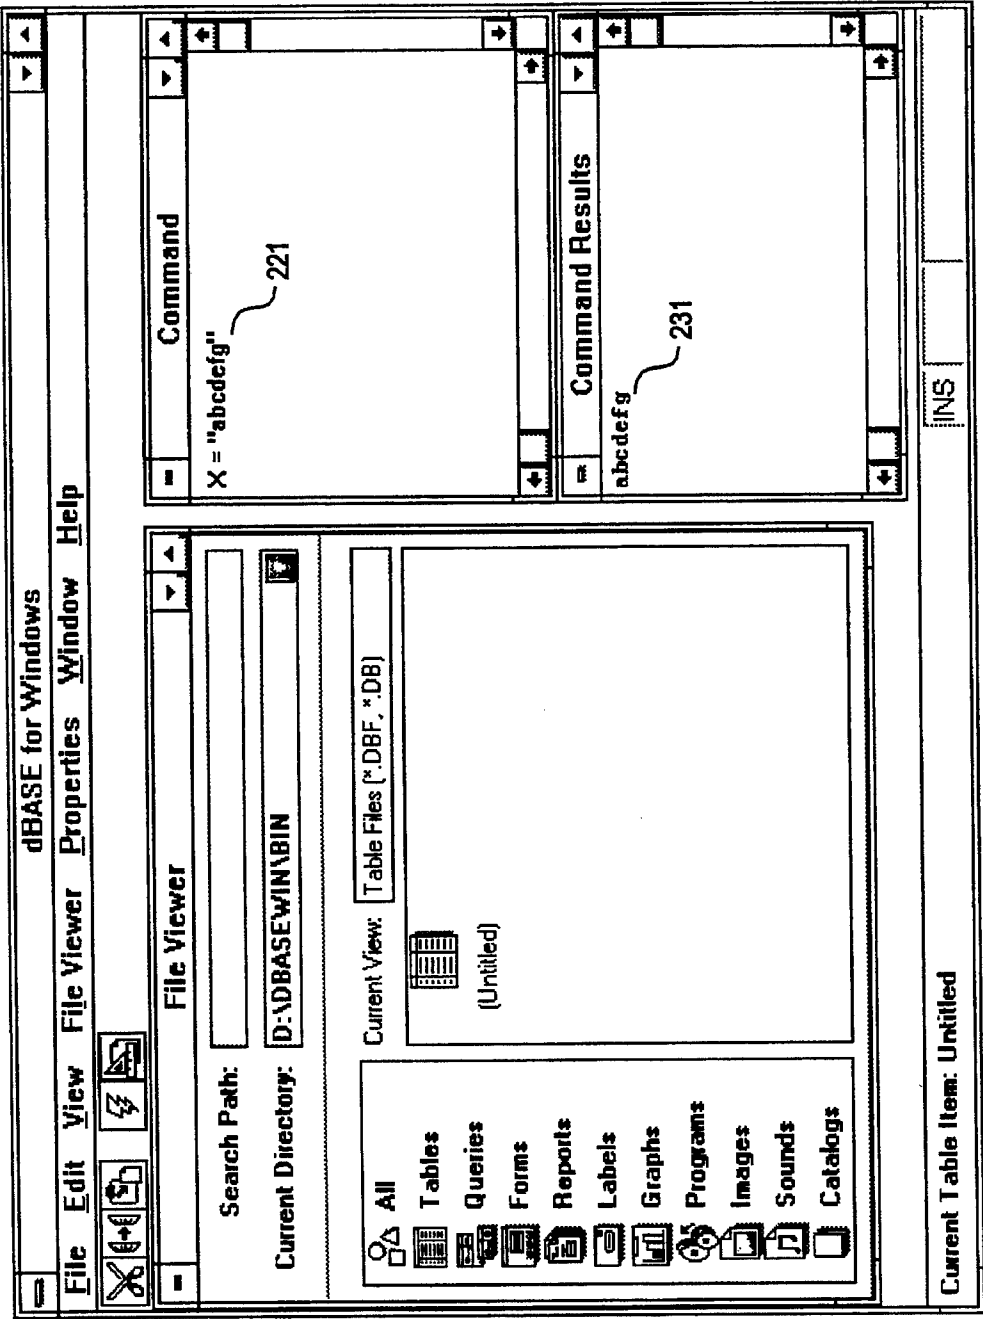 dBASE for Windows
File Edit View File Viewer Properties Window Help
File Viewer
Search Path:
Current Directory: D:\DBASEWIN\BIN
Current View: Table Files (*.DBF, *.DB)
All
Tables
Queries
Forms
Reports
Labels
Graphs
Programs
Images
Sounds
Catalogs
(Untitled)
Command
X = "abcdefg"
221
Command Results
abcdefg
231
Current Table Item: Untitled
INS